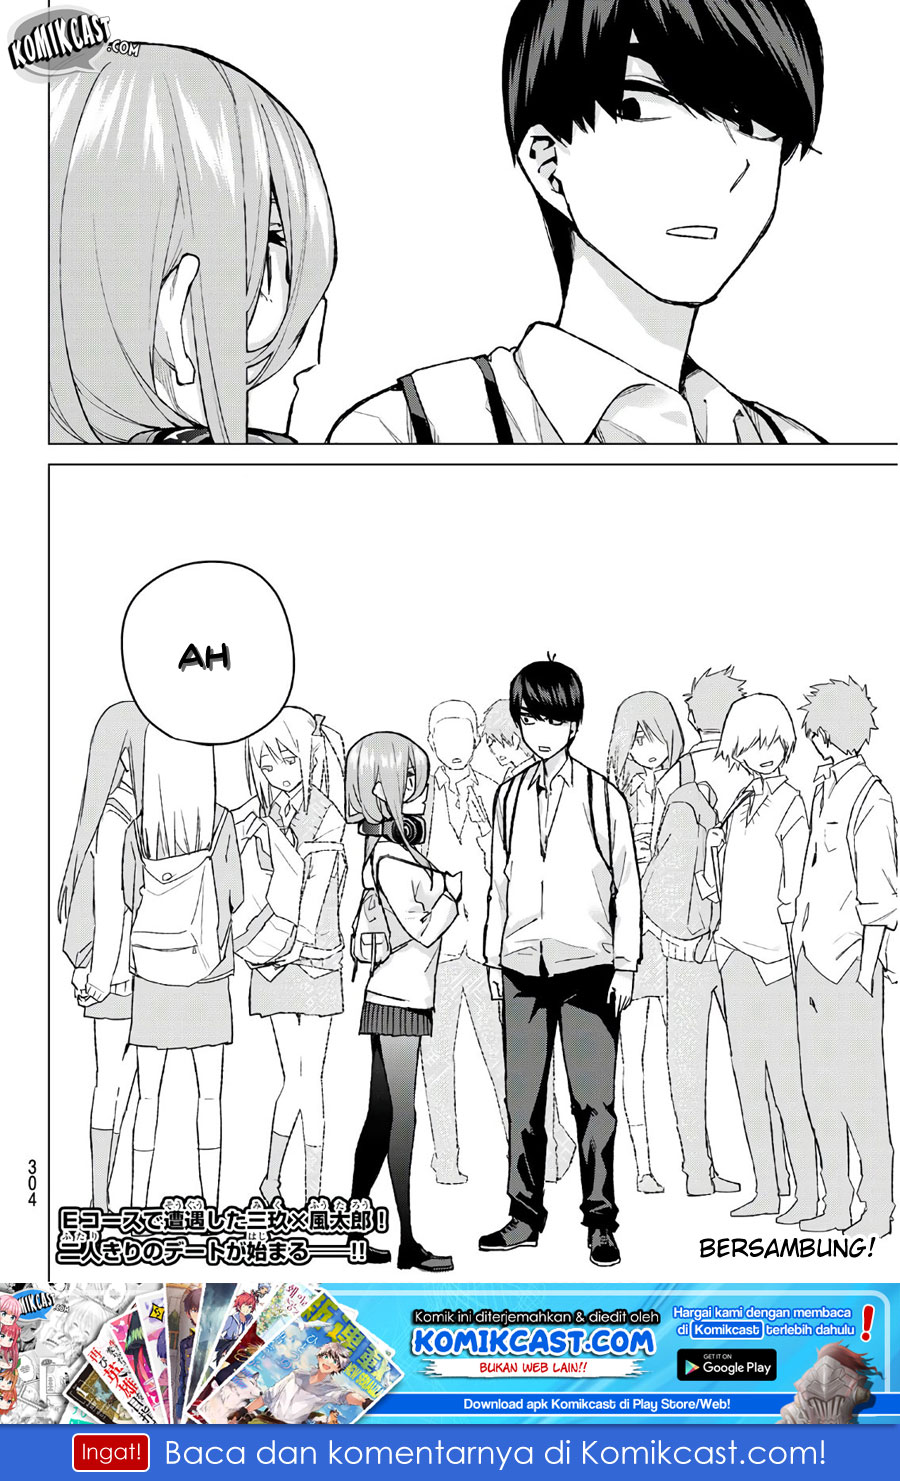 KOMIKCAST
.COM
AH
304
Eコースで遭遇した三玖×風太郎!
二人きりのデートが始まる――!!
BERSAMBUNG!
Komik ini diterjemahkan & diedit oleh
KOMIKCAST.COM
BUKAN WEB LAIN!!
Hargai kami dengan membaca
di Komikcast terlebih dahulu !
GET IT ON
Google Play
Download apk Komikcast di Play Store/Web!
Ingat! Baca dan komentarnya di Komikcast.com!